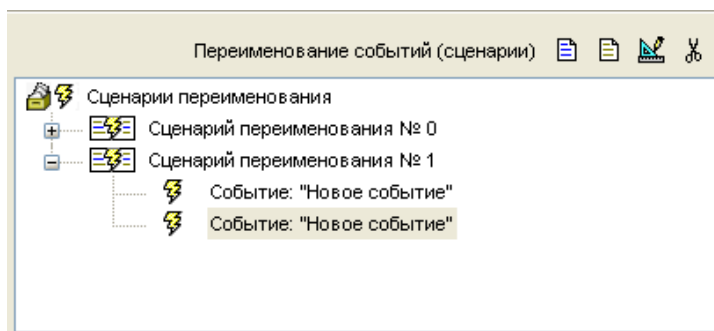 Переименование событий (сценарии)
Сценарии переименования
Сценарий переименования № 0
Сценарий переименования № 1
Событие: "Новое событие"
Событие: "Новое событие"